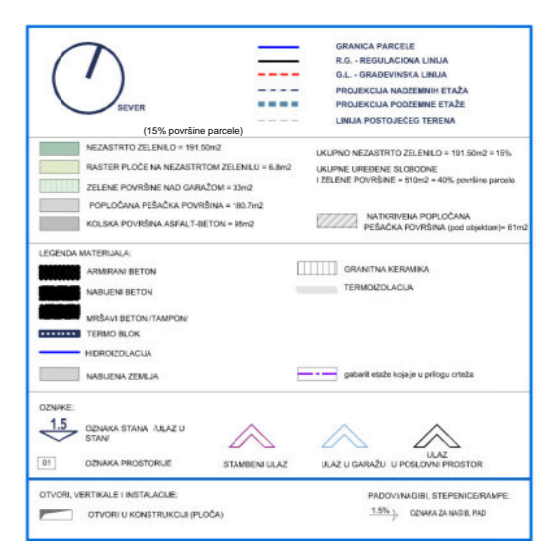 GRANICA PARCELE
R.G. - REGULACIONA LINIJA
G.L. - GRAĐEVINSKA LINIJA
PROJEKCIJA NADZEMNIH ETAŽA
PROJEKCIJA PODZEMNE ETAŽE
LINIJA POSTOJEĆEG TERENA
SEVER
(15% površine parcele)
NEZASTRTO ZELENILO = 191.50m2
RASTER PLOČE NA NEZASTRTOM ZELENILU = 6.8m2
ZELENE POVRŠINE NAD GARAŽOM = 33m2
POPLOČANA PEŠAČKA POVRŠINA = 180.7m2
KOLSKA POVRŠINA ASFALT-BETON = 98m2
UKUPNO NEZASTRTO ZELENILO = 191.50m2 = 15%
UKUPNE UREĐENE SLOBODNE
I ZELENE POVRŠINE = 510m2 = 40% površine parcele
NATKRIVENA POPLOČANA
PEŠAČKA POVRŠINA (pod objektom)= 61m2
LEGENDA MATERIJALA:
ARMIRANI BETON
NABIJENI BETON
MRŠAVI BETON/TAMPON/
TERMO BLOK
HIDROIZOLACIJA
NABIJENA ZEMLJA
GRANITNA KERAMIKA
TERMOIZOLACIJA
gabarit etaže koja je u prilogu crteža
OZNAKE:
1.5
OZNAKA STANA /ULAZ U
STAN/
01
OZNAKA PROSTORIJE
STAMBENI ULAZ
ULAZ U GARAŽU
ULAZ
U POSLOVNI PROSTOR
OTVORI, VERTIKALE I INSTALACIJE:
OTVORI U KONSTRUKCIJI (PLOČA)
PADOVI/NAGIBI, STEPENICE/RAMPE:
1.5%
OZNAKA ZA NAGIB, PAD